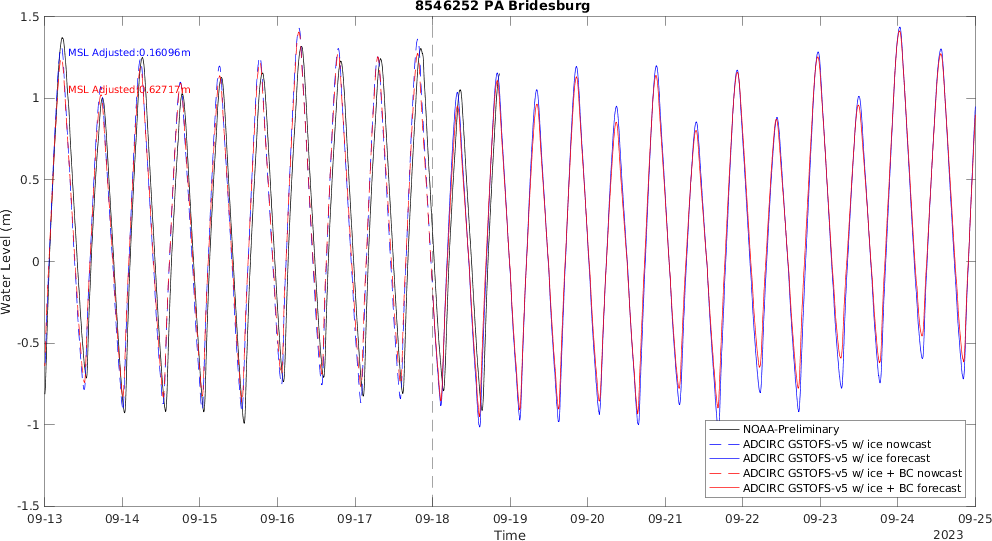 8546252 PA Bridesburg
1.5
1
0.5
0
-0.5
-1
-1.5
Water Level (m)
MSL Adjusted:0.16096m
MSL Adjusted:0.62717m
NOAA-Preliminary
ADCIRC GSTOFS-v5 w/ ice nowcast
ADCIRC GSTOFS-v5 w/ ice forecast
ADCIRC GSTOFS-v5 w/ ice + BC nowcast
ADCIRC GSTOFS-v5 w/ ice + BC forecast
09-13 09-14 09-15 09-16 09-17 09-18 09-19 09-20 09-21 09-22 09-23 09-24 09-25
Time
2023